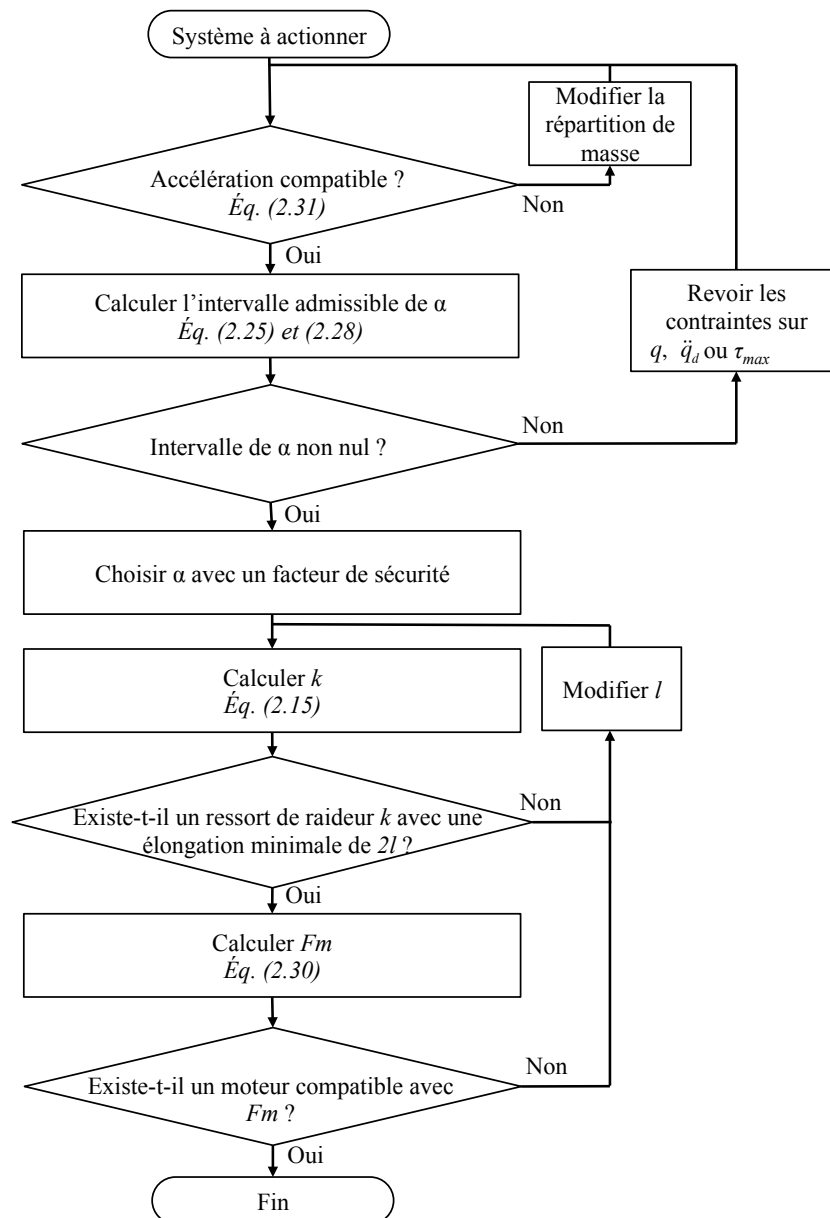 Système à actionner
Modifier la
répartition de
masse
Accélération compatible ?
Éq. (2.31)
Non
Oui
Calculer l’intervalle admissible de α
Éq. (2.25) et (2.28)
Revoir les
contraintes sur
q, q̈d ou τmax
Intervalle de α non nul ?
Non
Oui
Choisir α avec un facteur de sécurité
Calculer k
Éq. (2.15)
Modifier l
Existe-t-il un ressort de raideur k avec une
élongation minimale de 2l ?
Non
Oui
Calculer Fm
Éq. (2.30)
Existe-t-il un moteur compatible avec
Fm ?
Non
Oui
Fin